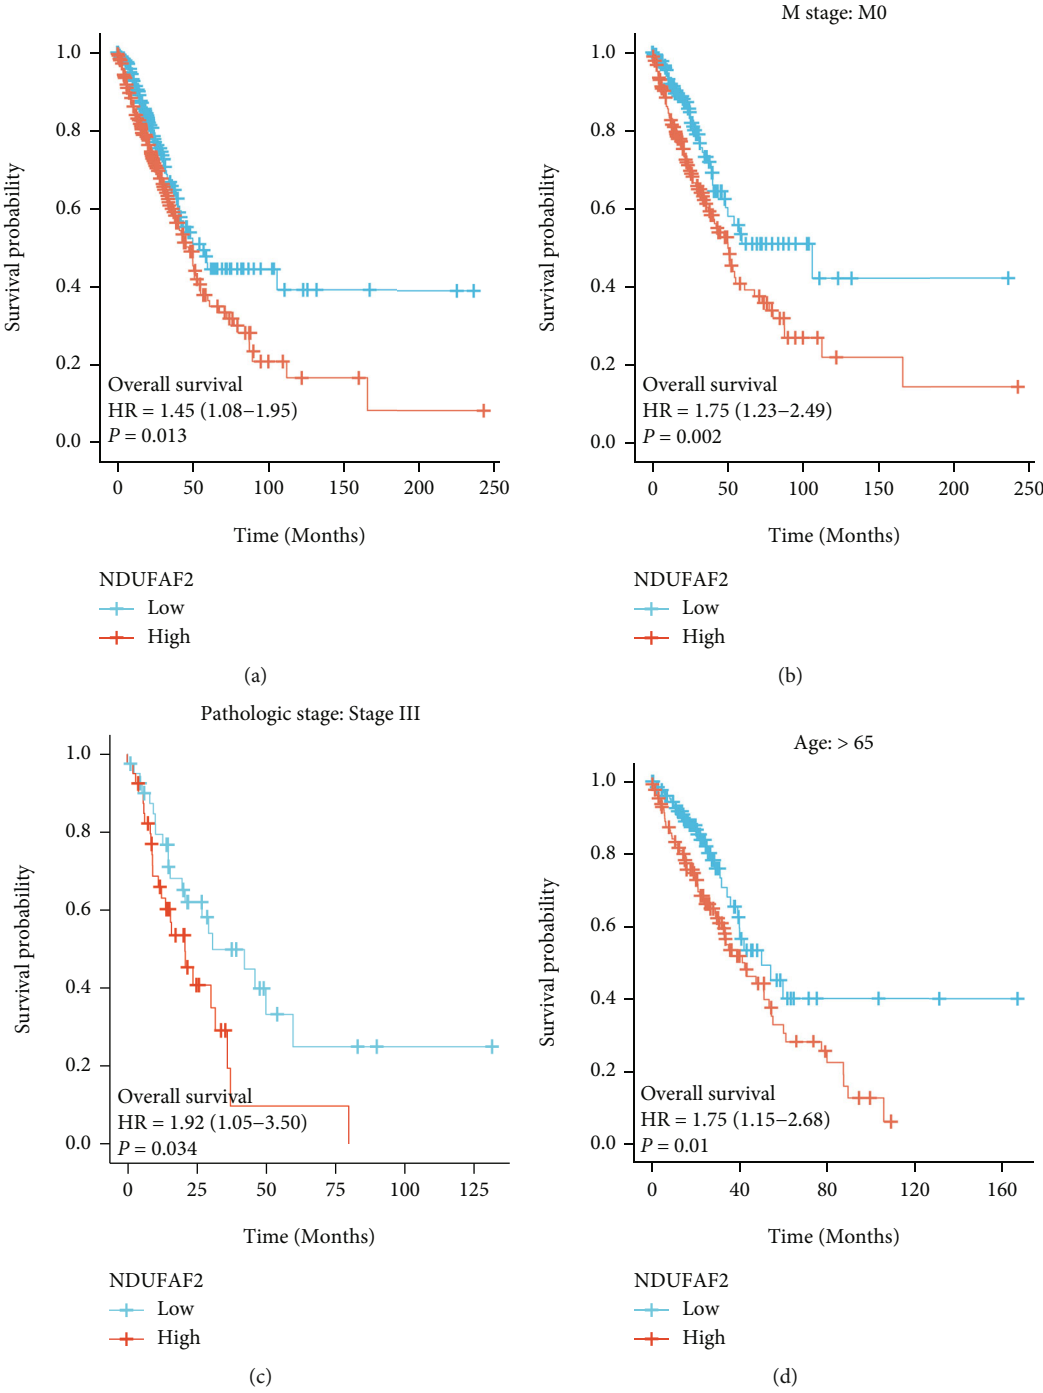 1.0
0.8
0.6
0.4
0.2
0.0
Survival probability
Overall survival
HR = 1.45 (1.08−1.95)
P = 0.013
0 50 100 150 200 250
Time (Months)
NDUFAF2
Low
High
(a)
M stage: M0
1.0
0.8
0.6
0.4
0.2
0.0
Survival probability
Overall survival
HR = 1.75 (1.23−2.49)
P = 0.002
0 50 100 150 200 250
Time (Months)
NDUFAF2
Low
High
(b)
Pathologic stage: Stage III
1.0
0.8
0.6
0.4
0.2
0.0
Survival probability
Overall survival
HR = 1.92 (1.05−3.50)
P = 0.034
0 25 50 75 100 125
Time (Months)
NDUFAF2
Low
High
(c)
Age: > 65
1.0
0.8
0.6
0.4
0.2
0.0
Survival probability
Overall survival
HR = 1.75 (1.15−2.68)
P = 0.01
0 40 80 120 160
Time (Months)
NDUFAF2
Low
High
(d)